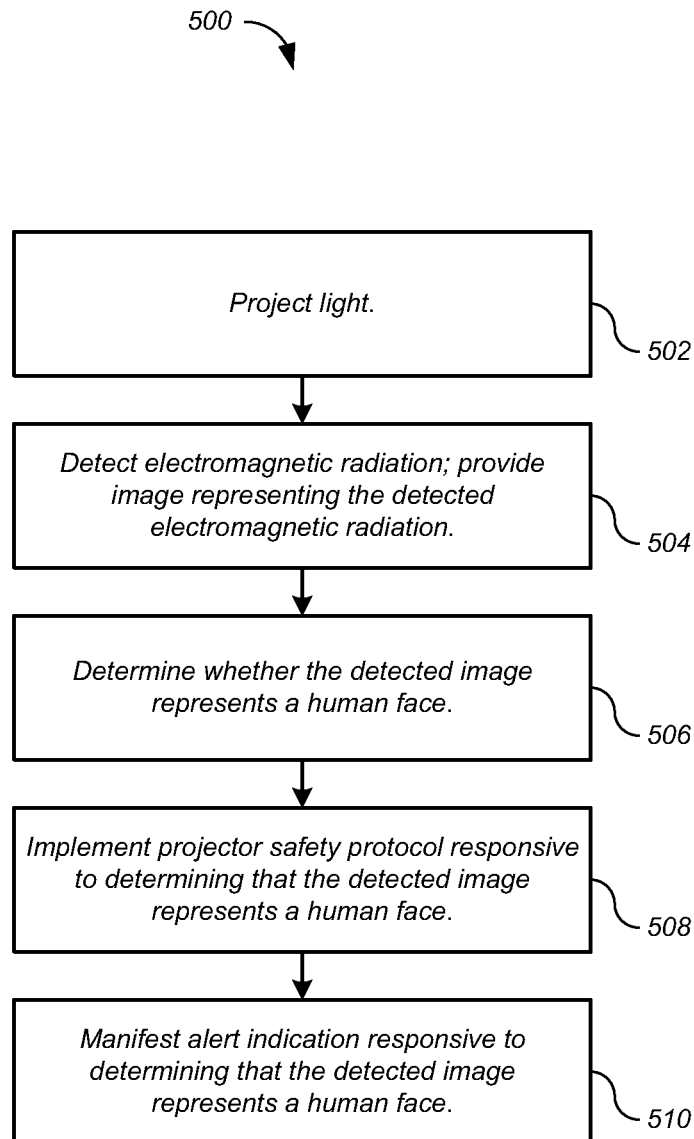 500
Project light.
502
Detect electromagnetic radiation; provide
image representing the detected
electromagnetic radiation.
504
Determine whether the detected image
represents a human face.
506
Implement projector safety protocol responsive
to determining that the detected image
represents a human face.
508
Manifest alert indication responsive to
determining that the detected image
represents a human face.
510